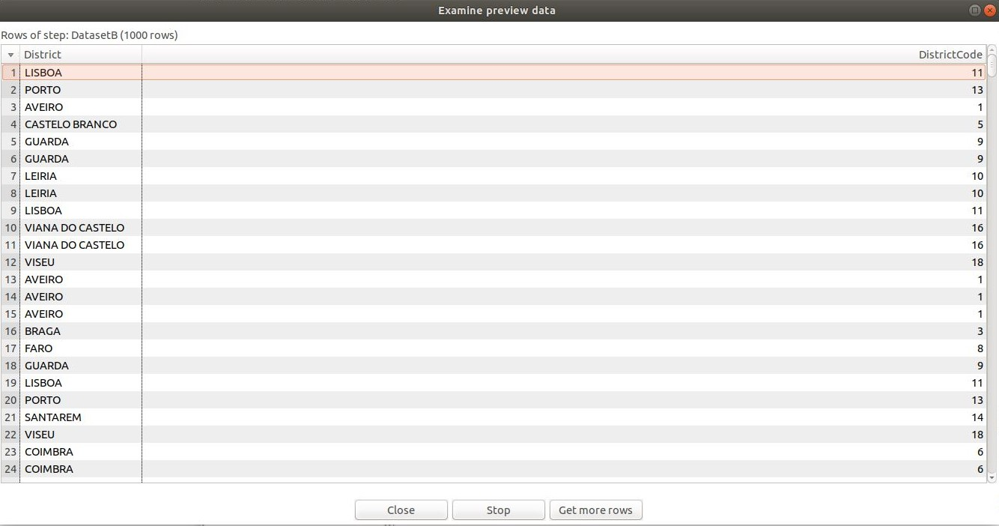 Examine preview data
Rows of step: DatasetB (1000 rows)
District DistrictCode
1 LISBOA 11
2 PORTO 13
3 AVEIRO 1
4 CASTELO BRANCO 5
5 GUARDA 9
6 GUARDA 9
7 LEIRIA 10
8 LEIRIA 10
9 LISBOA 11
10 VIANA DO CASTELO 16
11 VIANA DO CASTELO 16
12 VISEU 18
13 AVEIRO 1
14 AVEIRO 1
15 AVEIRO 1
16 BRAGA 3
17 FARO 8
18 GUARDA 9
19 LISBOA 11
20 PORTO 13
21 SANTAREM 14
22 VISEU 18
23 COIMBRA 6
24 COIMBRA 6
Close Stop Get more rows